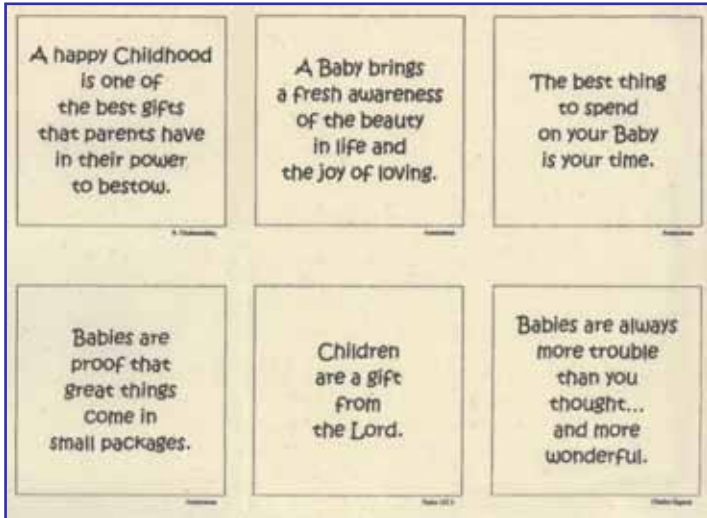 A happy Childhood
is one of
the best gifts
that parents have
in their power
to bestow.
A Baby brings
a fresh awareness
of the beauty
in life and
the joy of loving.
The best thing
to spend
on your Baby
is your time.
Babies are
proof that
great things
come in
small packages.
Children
are a gift
from
the Lord.
Babies are always
more trouble
than you
thought...
and more
wonderful.